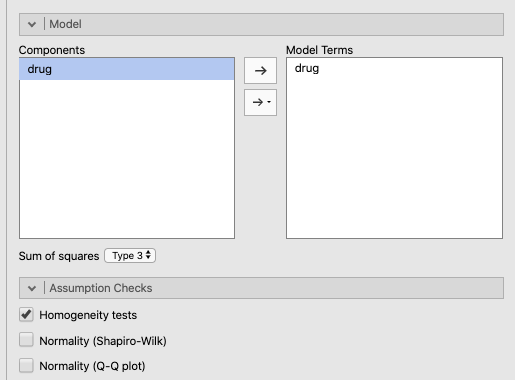 Model
Components
Model Terms
drug
drug
Sum of squares Type 3
Assumption Checks
Homogeneity tests
Normality (Shapiro-Wilk)
Normality (Q-Q plot)